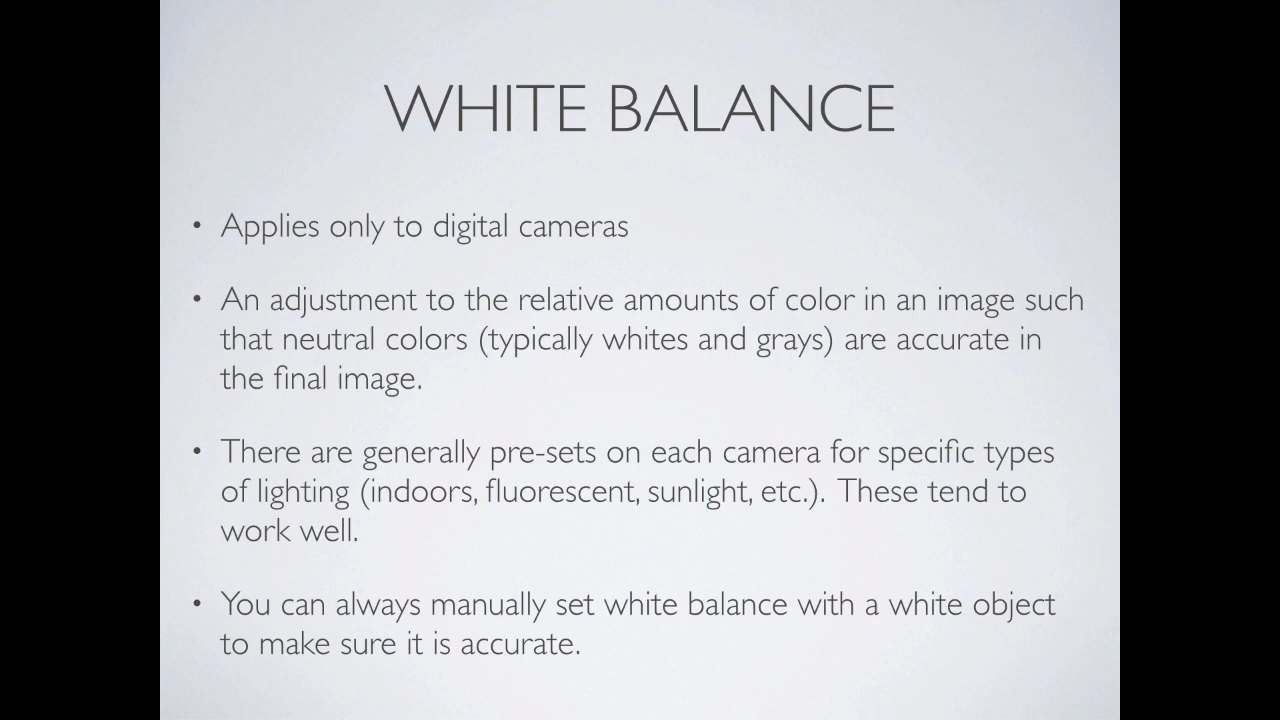 WHITE BALANCE
• Applies only to digital cameras
• An adjustment to the relative amounts of color in an image such
that neutral colors (typically whites and grays) are accurate in
the final image.
• There are generally pre-sets on each camera for specific types
of lighting (indoors, fluorescent, sunlight, etc.).  These tend to
work well.
• You can always manually set white balance with a white object
to make sure it is accurate.